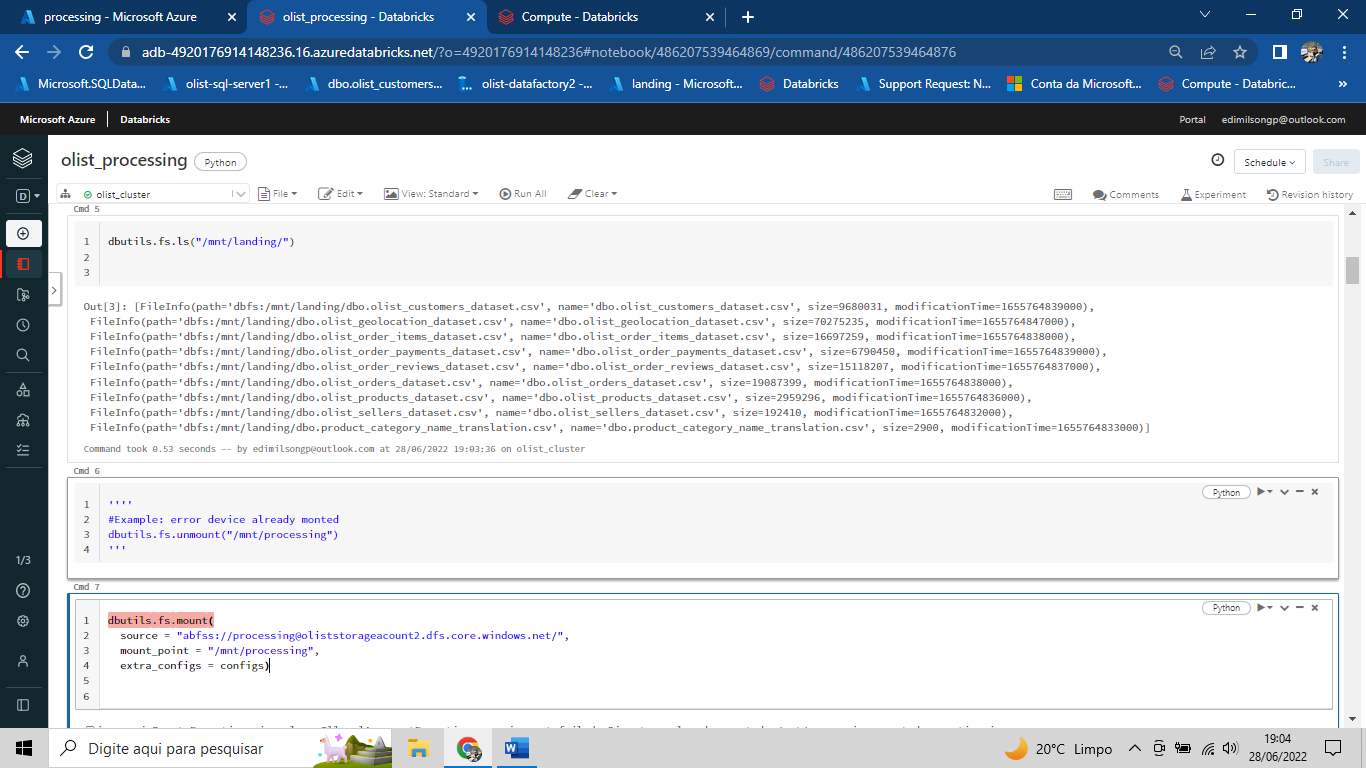 processing - Microsoft Azure
olist_processing - Databricks
Compute - Databricks
adb-4920176914148236.16.azuredatabricks.net/?o=4920176914148236#notebook/486207539464869/command/486207539464876
Microsoft.SQLData...
olist-sql-server1 -...
dbo.olist_customers...
olist-datafactory2 -...
landing - Microsoft...
Databricks
Support Request: N...
Conta da Microsoft...
Compute - Databric...
»
Microsoft Azure
Databricks
Portal
edimilsongp@outlook.com
olist_processing
Python
Schedule
Share
D
olist_cluster
File
Edit
View: Standard
Run All
Clear
Comments
Experiment
Revision history
Cmd 5
1 dbutils.fs.ls("/mnt/landing/")
2
3
Out[3]: [FileInfo(path='dbfs:/mnt/landing/dbo.olist_customers_dataset.csv', name='dbo.olist_customers_dataset.csv', size=9680031, modificationTime=1655764839000),
FileInfo(path='dbfs:/mnt/landing/dbo.olist_geolocation_dataset.csv', name='dbo.olist_geolocation_dataset.csv', size=70275235, modificationTime=1655764847000),
FileInfo(path='dbfs:/mnt/landing/dbo.olist_order_items_dataset.csv', name='dbo.olist_order_items_dataset.csv', size=16697259, modificationTime=1655764838000),
FileInfo(path='dbfs:/mnt/landing/dbo.olist_order_payments_dataset.csv', name='dbo.olist_order_payments_dataset.csv', size=6790450, modificationTime=1655764839000),
FileInfo(path='dbfs:/mnt/landing/dbo.olist_order_reviews_dataset.csv', name='dbo.olist_order_reviews_dataset.csv', size=15118207, modificationTime=1655764837000),
FileInfo(path='dbfs:/mnt/landing/dbo.olist_orders_dataset.csv', name='dbo.olist_orders_dataset.csv', size=19087399, modificationTime=1655764838000),
FileInfo(path='dbfs:/mnt/landing/dbo.olist_products_dataset.csv', name='dbo.olist_products_dataset.csv', size=2959296, modificationTime=1655764836000),
FileInfo(path='dbfs:/mnt/landing/dbo.olist_sellers_dataset.csv', name='dbo.olist_sellers_dataset.csv', size=192410, modificationTime=1655764832000),
FileInfo(path='dbfs:/mnt/landing/dbo.product_category_name_translation.csv', name='dbo.product_category_name_translation.csv', size=2900, modificationTime=1655764833000)]
Command took 0.53 seconds -- by edimilsongp@outlook.com at 28/06/2022 19:03:36 on olist_cluster
Cmd 6
Python
1 ''''
2 #Example: error device already monted
3 dbutils.fs.unmount("/mnt/processing")
4 '''
Cmd 7
Python
1 dbutils.fs.mount(
2 source = "abfss://processing@oliststorageacount2.dfs.core.windows.net/",
3 mount_point = "/mnt/processing",
4 extra_configs = configs)
5
6
1/3
Digite aqui para pesquisar
20°C Limpo
19:04
28/06/2022